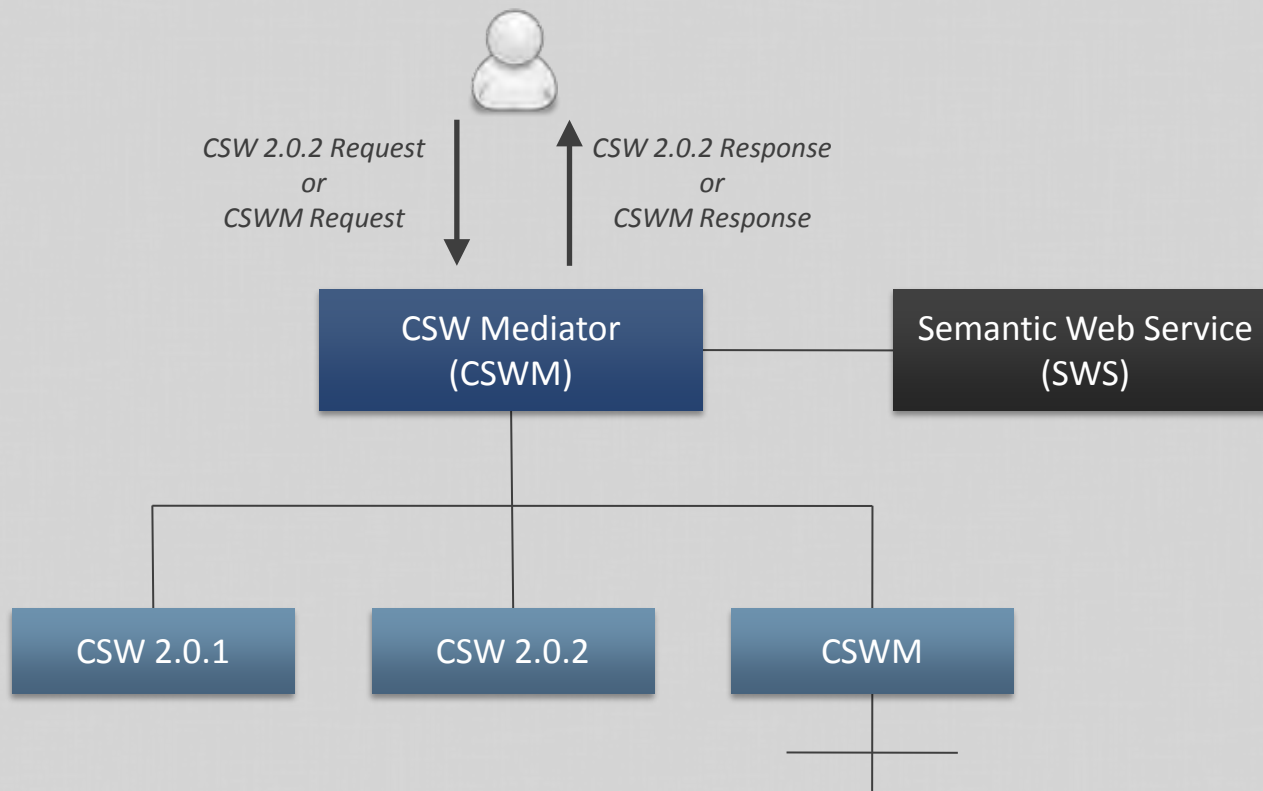 CSW 2.0.2 Request
or
CSWM Request
CSW 2.0.2 Response
or
CSWM Response
CSW Mediator
(CSWM)
Semantic Web Service
(SWS)
CSW 2.0.1
CSW 2.0.2
CSWM